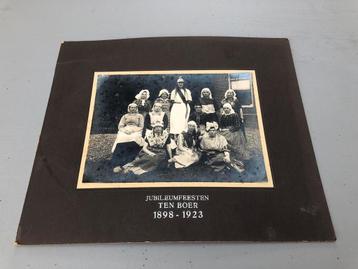 JUBILEUMFEESTEN
TEN BOER
1898 - 1923